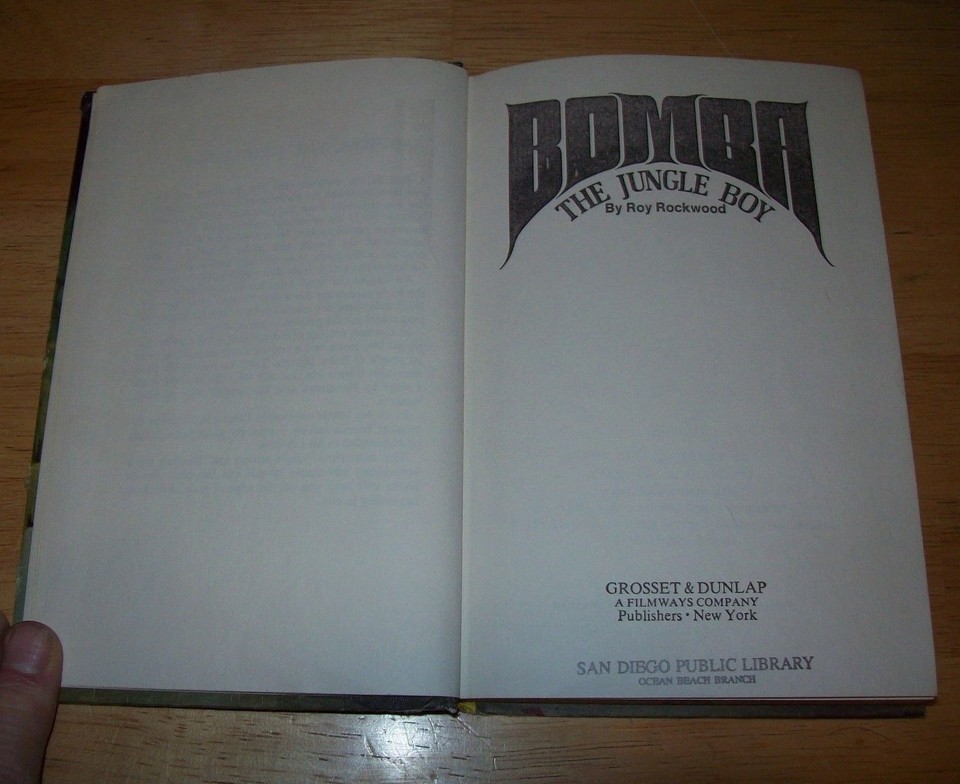 BOMBA
THE JUNGLE BOY
By Roy Rockwood
GROSSET & DUNLAP
A FILMWAYS COMPANY
Publishers • New York
SAN DIEGO PUBLIC LIBRARY
OCEAN BEACH BRANCH